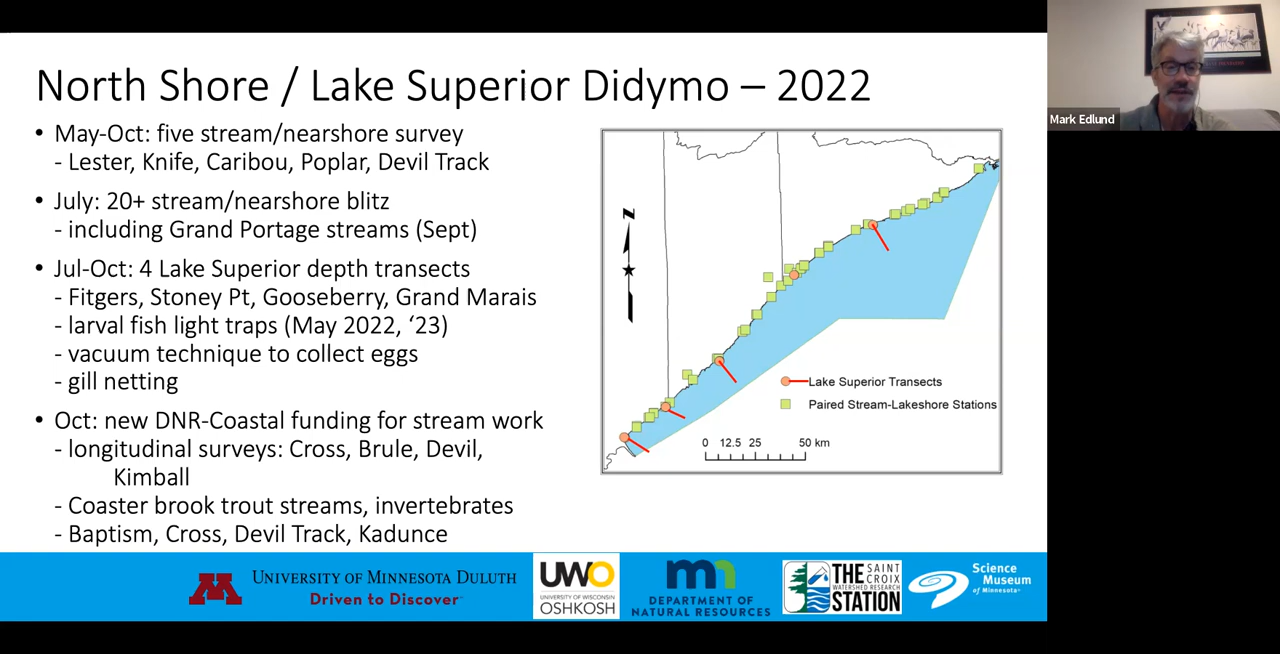 North Shore / Lake Superior Didymo – 2022
• May-Oct: five stream/nearshore survey
- Lester, Knife, Caribou, Poplar, Devil Track
• July: 20+ stream/nearshore blitz
- including Grand Portage streams (Sept)
• Jul-Oct: 4 Lake Superior depth transects
- Fitgers, Stoney Pt, Gooseberry, Grand Marais
- larval fish light traps (May 2022, ‘23)
- vacuum technique to collect eggs
- gill netting
• Oct: new DNR-Coastal funding for stream work
- longitudinal surveys: Cross, Brule, Devil,
Kimball
- Coaster brook trout streams, invertebrates
- Baptism, Cross, Devil Track, Kadunce
N
Lake Superior Transects
Paired Stream-Lakeshore Stations
0 12.5 25 50 km
Mark Edlund
M
UNIVERSITY OF MINNESOTA DULUTH
Driven to Discover
UWO
UNIVERSITY OF WISCONSIN
OSHKOSH
mn
DEPARTMENT OF
NATURAL RESOURCES
THE SAINT CROIX
WATERSHED RESEARCH
STATION
Science
Museum
of Minnesota